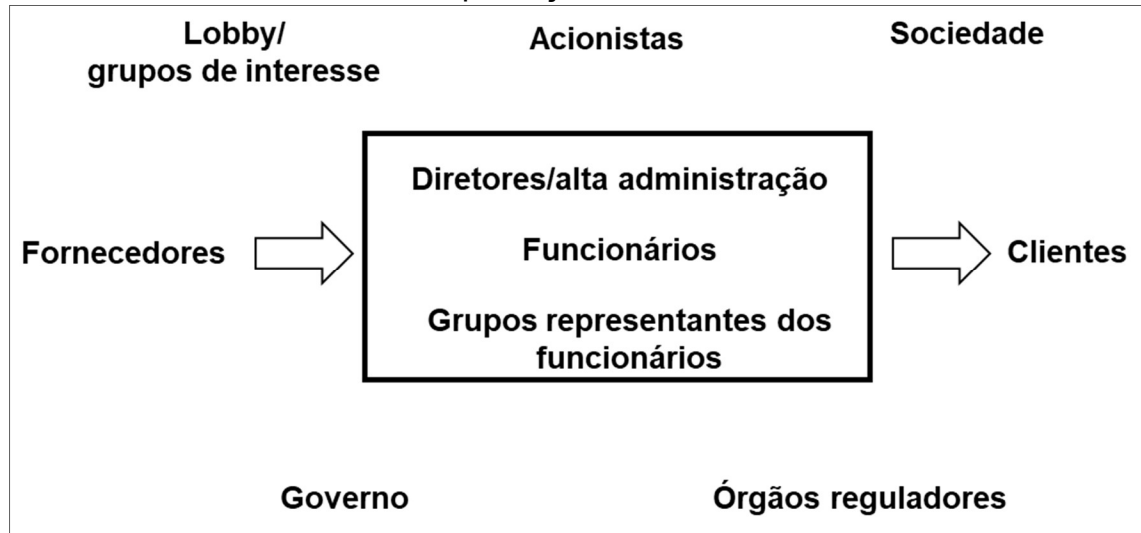 Lobby/
grupos de interesse
Acionistas
Sociedade
Diretores/alta administração
Fornecedores
Funcionários
Clientes
Grupos representantes dos
funcionários
Governo
Órgãos reguladores